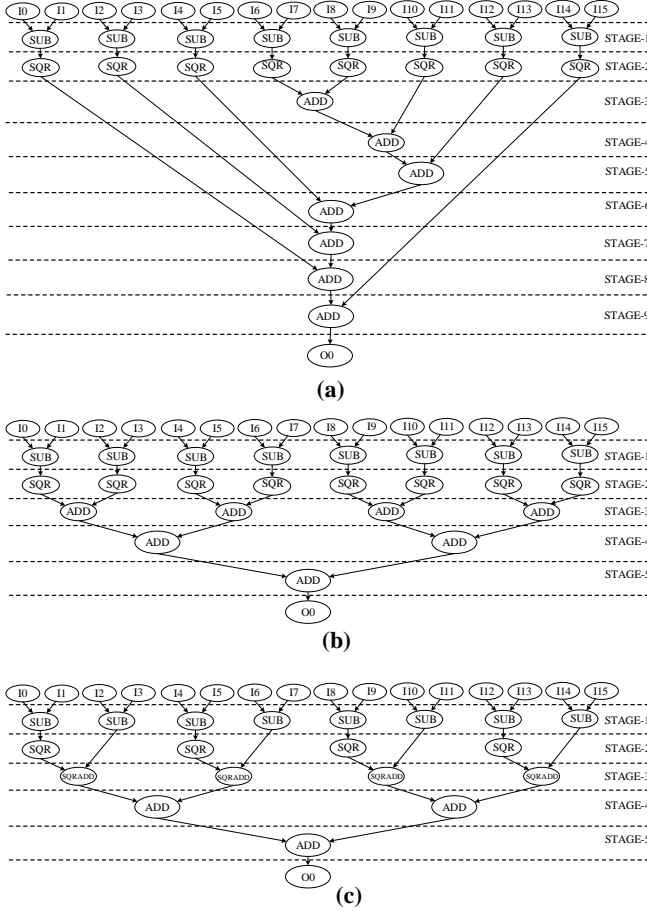 I0 I1 I2 I3 I4 I5 I6 I7 I8 I9 I10 I11 I12 I13 I14 I15
SUB SUB SUB SUB SUB SUB SUB SUB STAGE-1
SQR SQR SQR SQR SQR SQR SQR SQR STAGE-2
ADD STAGE-3
ADD STAGE-4
ADD STAGE-5
ADD STAGE-6
ADD STAGE-7
ADD STAGE-8
ADD STAGE-9
O0
(a)
I0 I1 I2 I3 I4 I5 I6 I7 I8 I9 I10 I11 I12 I13 I14 I15
SUB SUB SUB SUB SUB SUB SUB SUB STAGE-1
SQR SQR SQR SQR SQR SQR SQR SQR STAGE-2
ADD ADD ADD ADD STAGE-3
ADD ADD STAGE-4
ADD STAGE-5
O0
(b)
I0 I1 I2 I3 I4 I5 I6 I7 I8 I9 I10 I11 I12 I13 I14 I15
SUB SUB SUB SUB SUB SUB SUB SUB STAGE-1
SQR SQR SQR SQR STAGE-2
SQRADD SQRADD SQRADD SQRADD STAGE-3
ADD ADD STAGE-4
ADD STAGE-5
O0
(c)